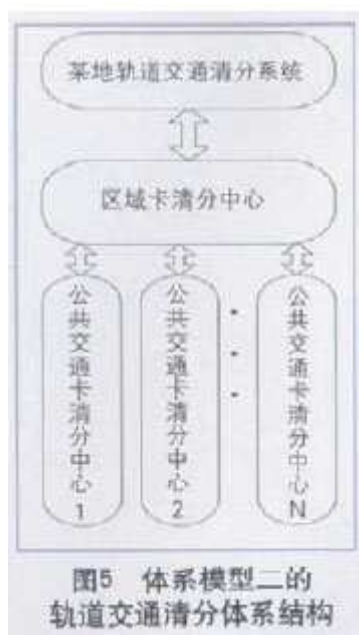 某地轨道交通清分系统
区域卡清分中心
公共交通卡清分中心1
公共交通卡清分中心2
公共交通卡清分中心N
图5 体系模型二的
轨道交通清分体系结构